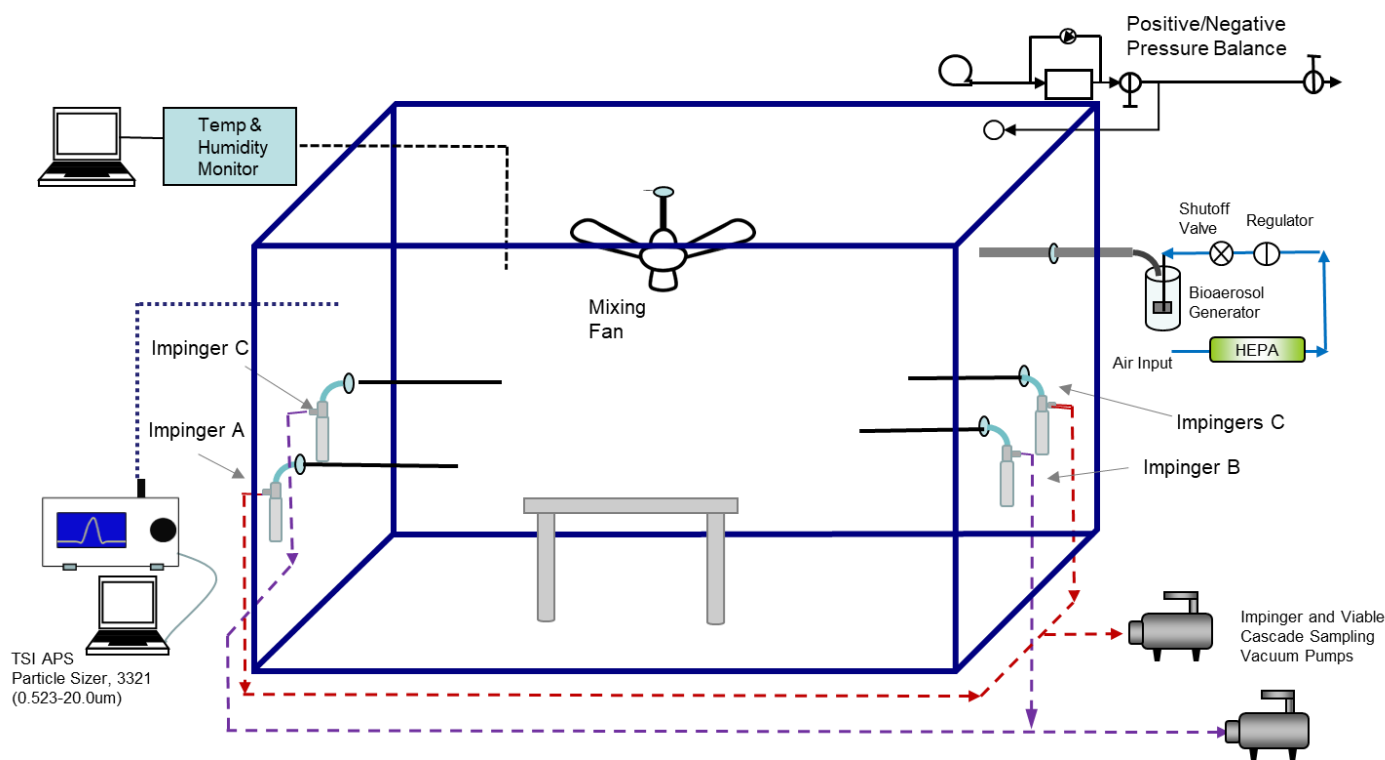 Positive/Negative
Pressure Balance
Temp &
Humidity
Monitor
Shutoff
Valve
Regulator
Bioaerosol
Generator
Mixing
Fan
Impinger C
Air Input
HEPA
Impinger A
Impingers C
Impinger B
TSI APS
Particle Sizer, 3321
(0.523-20.0um)
Impinger and Viable
Cascade Sampling
Vacuum Pumps